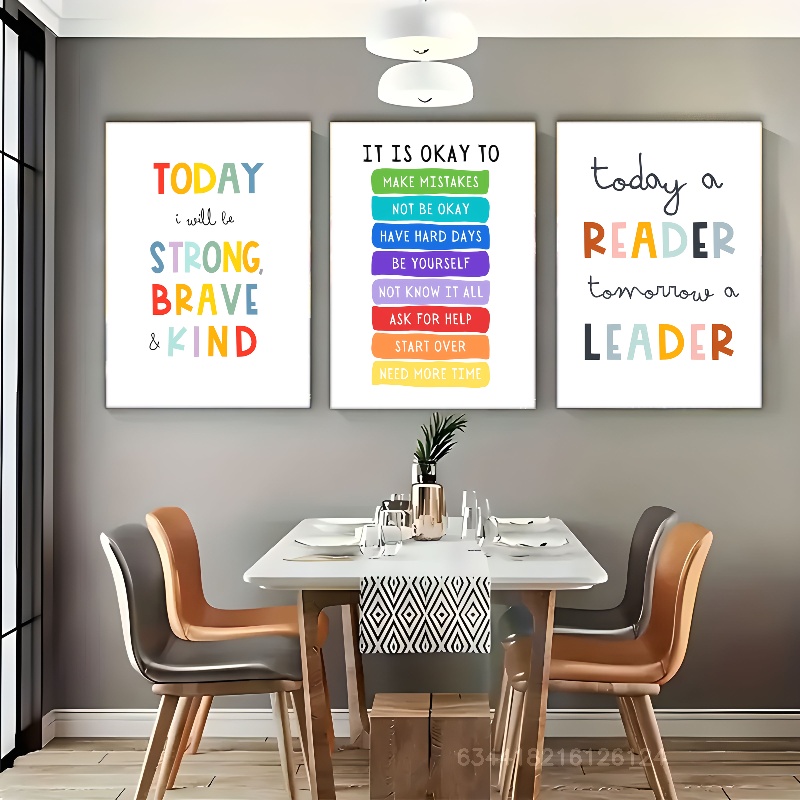 TODAY
i will be
STRONG,
BRAVE
& KIND
IT IS OKAY TO
MAKE MISTAKES
NOT BE OKAY
HAVE HARD DAYS
BE YOURSELF
NOT KNOW IT ALL
ASK FOR HELP
START OVER
NEED MORE TIME
today a
READER
tomorrow a
LEADER